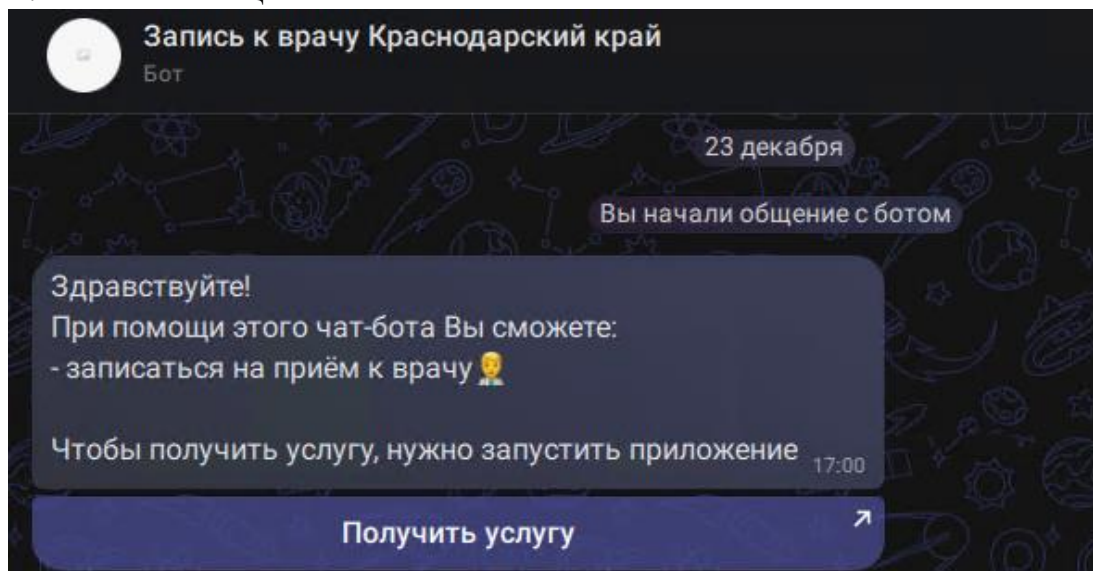 Запись к врачу Краснодарский край
Бот
23 декабря
Вы начали общение с ботом
Здравствуйте!
При помощи этого чат-бота Вы сможете:
- записаться на приём к врачу👨‍⚕️
Чтобы получить услугу, нужно запустить приложение 17:00
Получить услугу